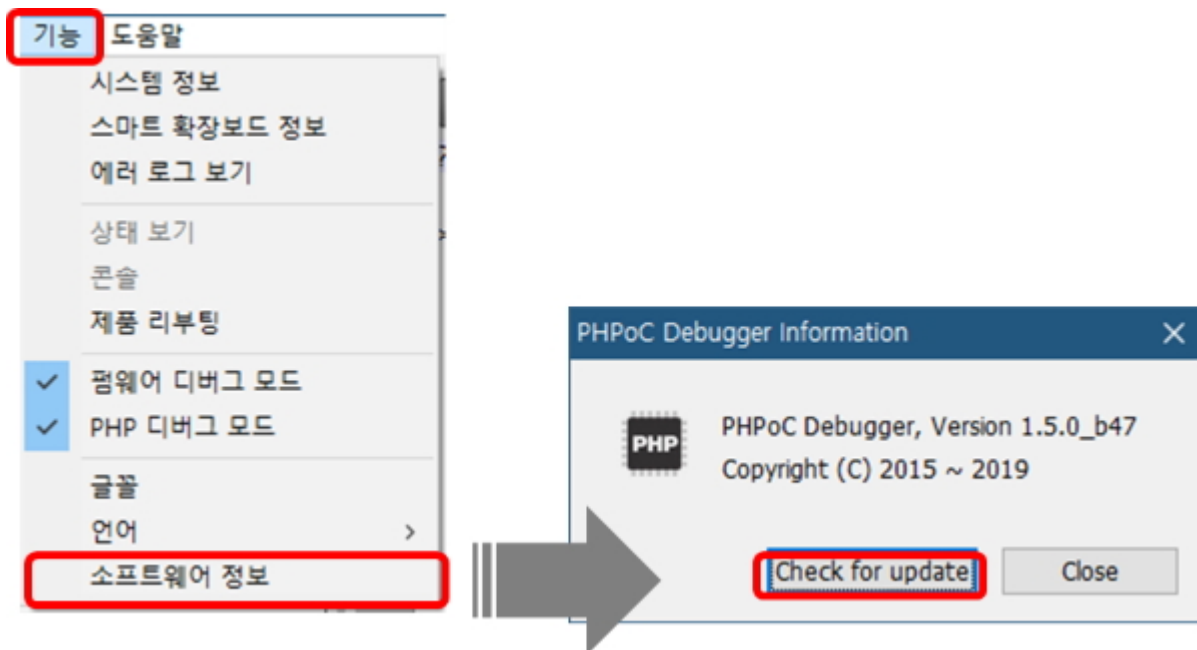 기능 도움말
시스템 정보
스마트 확장보드 정보
에러 로그 보기
상태 보기
콘솔
제품 리부팅
펌웨어 디버그 모드
PHP 디버그 모드
글꼴
언어 >
소프트웨어 정보
PHPoC Debugger Information
PHP
PHPoC Debugger, Version 1.5.0_b47
Copyright (C) 2015 ~ 2019
Check for update Close